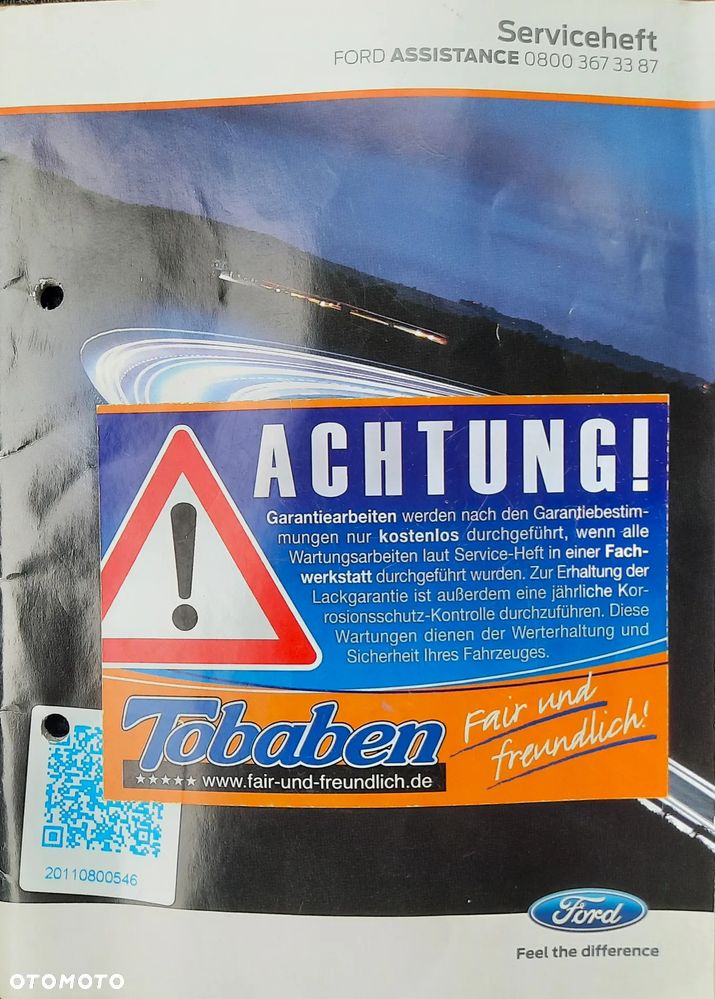 Serviceheft
FORD ASSISTANCE 0800 367 33 87
ACHTUNG!
Garantiearbeiten werden nach den Garantiebestim-
mungen nur kostenlos durchgeführt, wenn alle
Wartungsarbeiten laut Service-Heft in einer Fach-
werkstatt durchgeführt wurden. Zur Erhaltung der
Lackgarantie ist außerdem eine jährliche Kor-
rosionsschutz-Kontrolle durchzuführen. Diese
Wartungen dienen der Werterhaltung und
Sicherheit Ihres Fahrzeuges.
Tobaben
www.fair-und-freundlich.de
Fair und
freundlich!
20110800546
Ford
Feel the difference
OTOMOTO